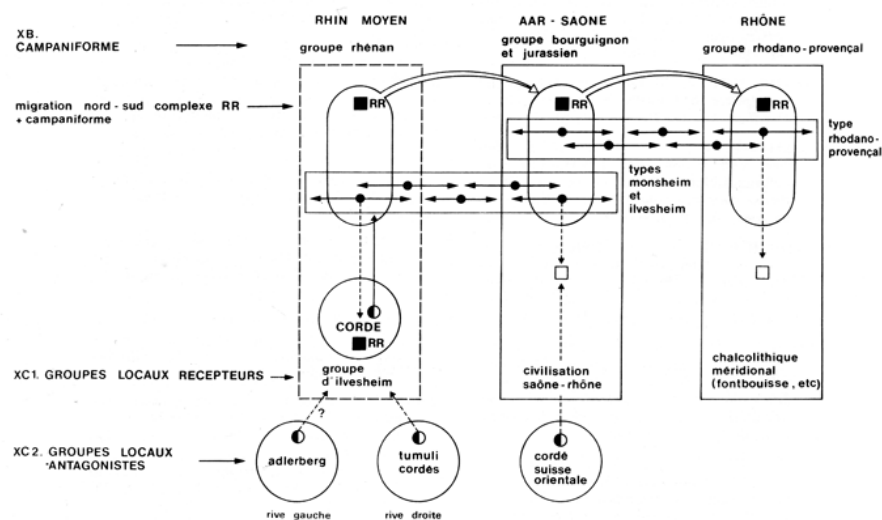 RHIN MOYEN
AAR - SAONE
RHÔNE
XB.
CAMPANIFORME
groupe rhénan
groupe bourguignon
et jurassien
groupe rhodano-provençal
migration nord-sud complexe RR
+ campaniforme
RR
RR
RR
type
rhodano-
provençal
types
monsheim
et
ilvesheim
CORDE
RR
XC1. GROUPES LOCAUX RECEPTEURS
groupe
d'ilvesheim
civilisation
saône-rhône
chalcolithique
méridional
(fontbouisse, etc)
?
XC2. GROUPES LOCAUX
ANTAGONISTES
adlerberg
tumuli
cordés
cordé
suisse
orientale
rive gauche
rive droite